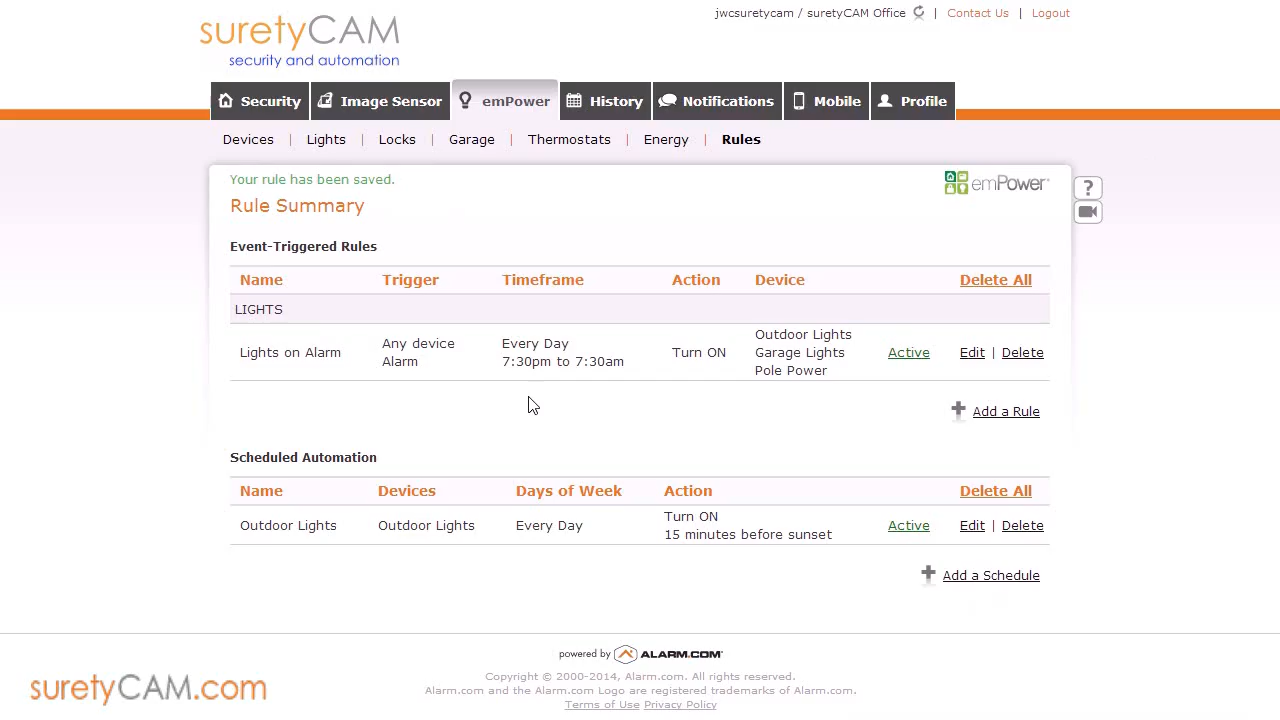 suretyCAM
security and automation
jwcsuretycam / suretyCAM Office | Contact Us | Logout
Security Image Sensor emPower History Notifications Mobile Profile
Devices | Lights | Locks | Garage | Thermostats | Energy | Rules
Your rule has been saved.
emPower
?
Rule Summary
Event-Triggered Rules
Name Trigger Timeframe Action Device Delete All
LIGHTS
Lights on Alarm Any device Alarm Every Day 7:30pm to 7:30am Turn ON Outdoor Lights Garage Lights Pole Power Active Edit | Delete
Add a Rule
Scheduled Automation
Name Devices Days of Week Action Delete All
Outdoor Lights Outdoor Lights Every Day Turn ON 15 minutes before sunset Active Edit | Delete
Add a Schedule
powered by ALARM.COM
Copyright © 2000-2014, Alarm.com. All rights reserved.
Alarm.com and the Alarm.com Logo are registered trademarks of Alarm.com.
Terms of Use Privacy Policy
suretyCAM.com